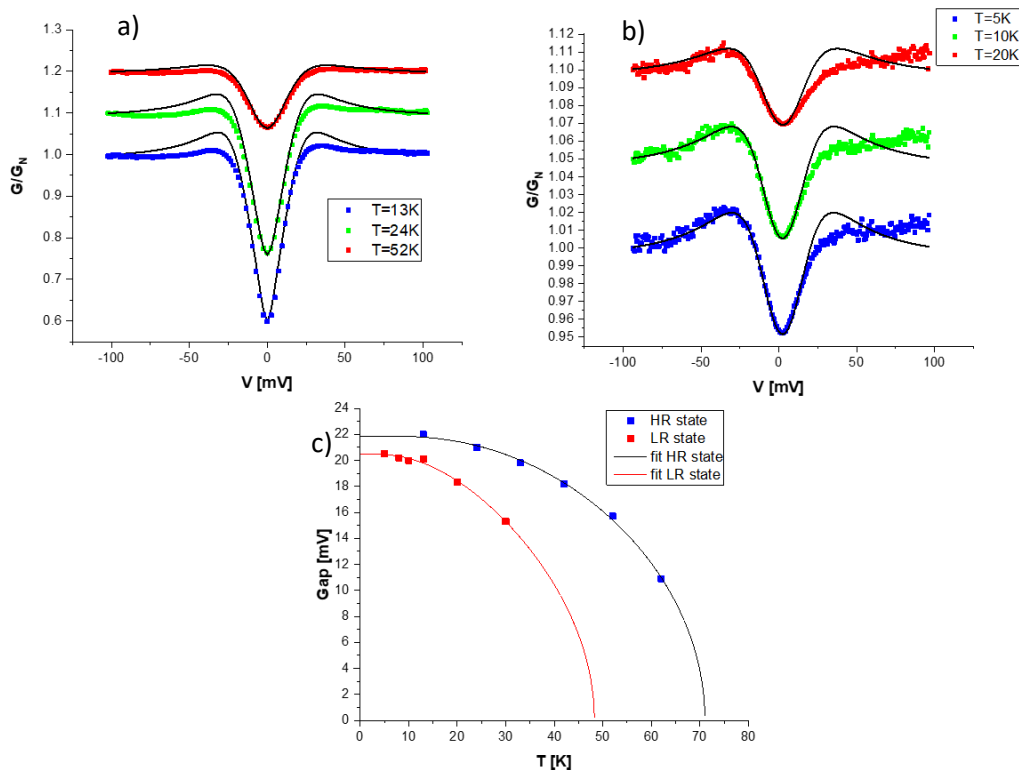 a)
1.2
1.1
1.0
0.9
0.8
0.7
0.6
G/G_N
-100 -50 0 50 100
V [mV]
T=13K
T=24K
T=52K
b)
1.11
1.10
1.09
1.08
1.07
1.06
1.05
1.04
1.03
1.02
1.01
1.00
0.99
0.98
0.97
0.96
0.95
G/G_N
-100 -50 0 50 100
V [mV]
T=5K
T=10K
T=20K
c)
24
22
20
18
16
14
12
10
8
6
4
2
0
Gap [mV]
0 10 20 30 40 50 60 70 80
T [K]
HR state
LR state
fit HR state
fit LR state